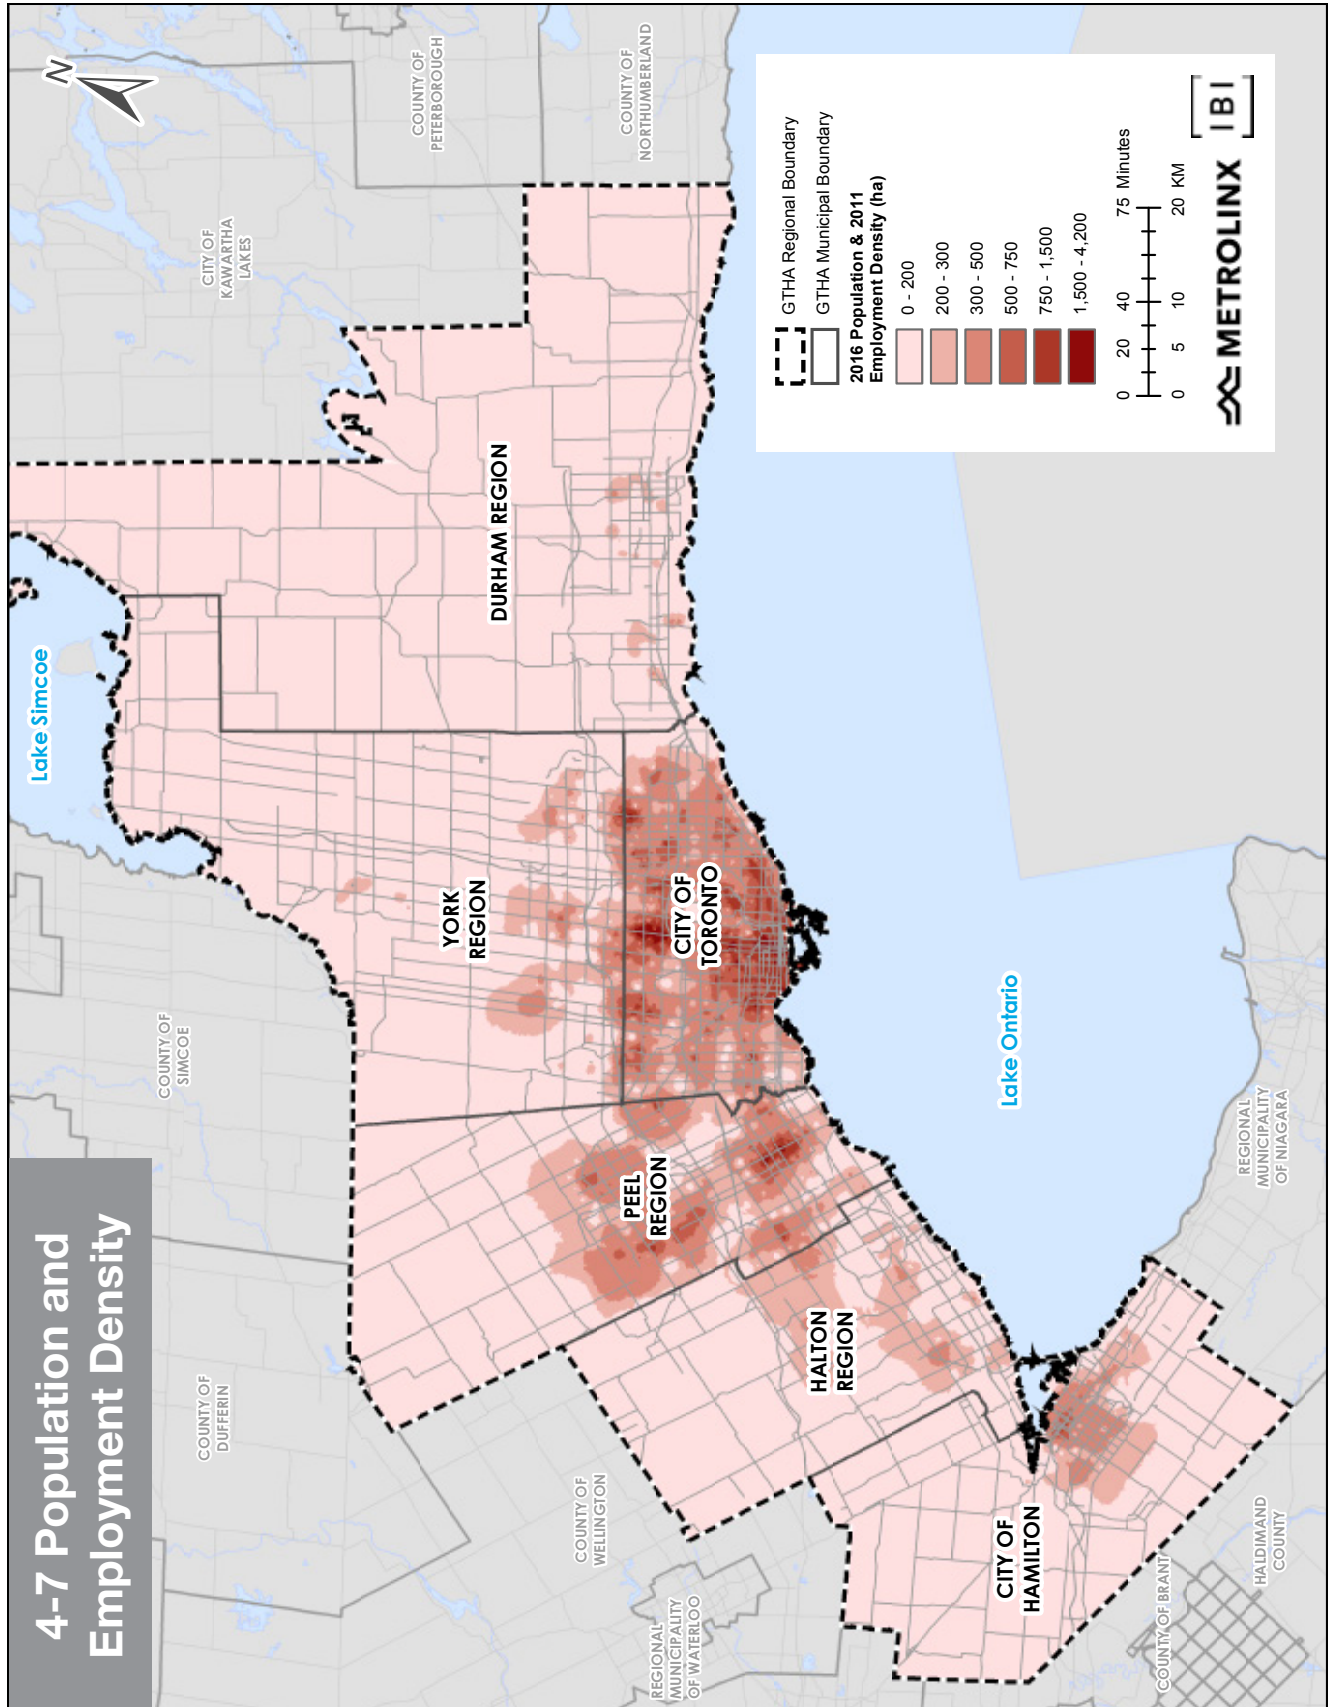 4-7 Population and
Employment Density
N
Lake Simcoe
CITY OF
KAWARTHA
LAKES
COUNTY OF
PETERBOROUGH
COUNTY OF
NORTHUMBERLAND
COUNTY OF
SIMCOE
COUNTY OF
DUFFERIN
COUNTY OF
WELLINGTON
REGIONAL
MUNICIPALITY
OF WATERLOO
COUNTY OF BRANT
HALDIMAND
COUNTY
REGIONAL
MUNICIPALITY
OF NIAGARA
DURHAM REGION
YORK
REGION
CITY OF
TORONTO
PEEL
REGION
HALTON
REGION
CITY OF
HAMILTON
Lake Ontario
GTHA Regional Boundary
GTHA Municipal Boundary
2016 Population & 2011
Employment Density (ha)
0 - 200
200 - 300
300 - 500
500 - 750
750 - 1,500
1,500 - 4,200
0 20 40 75 Minutes
0 5 10 20 KM
METROLINX
IBI